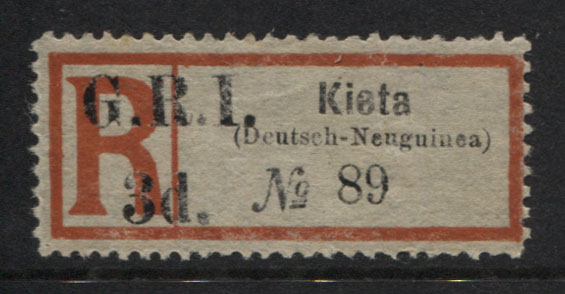 G.R.I. Kieta
(Deutsch-Neuguinea)
R
3d. № 89